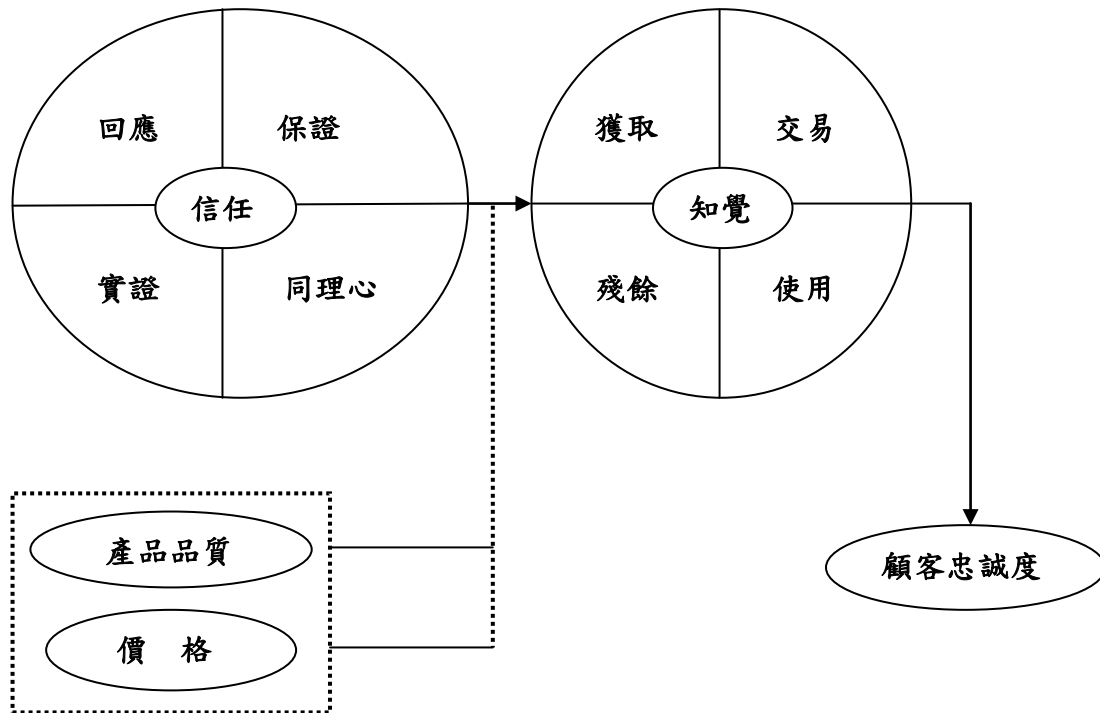 回應
保證
信任
實證
同理心
獲取
交易
知覺
殘餘
使用
產品品質
價 格
顧客忠誠度